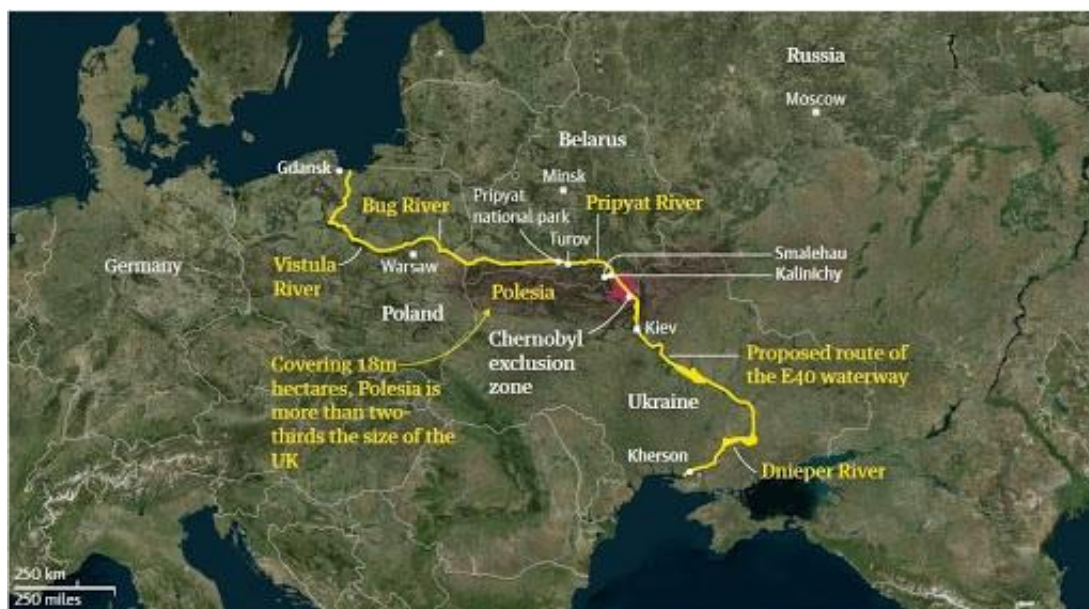 Russia
Moscow
Belarus
Gdansk
Minsk
Pripyat
national park
Bug River
Pripyat River
Turov
Smalehau
Kalinichy
Germany
Vistula
River
Warsaw
Polesia
Poland
Chernobyl
exclusion
zone
Kiev
Covering 18m
hectares, Polesia is
more than two-
thirds the size of the
UK
Proposed route of
the E40 waterway
Ukraine
Kherson
Dnieper River
250 km
250 miles